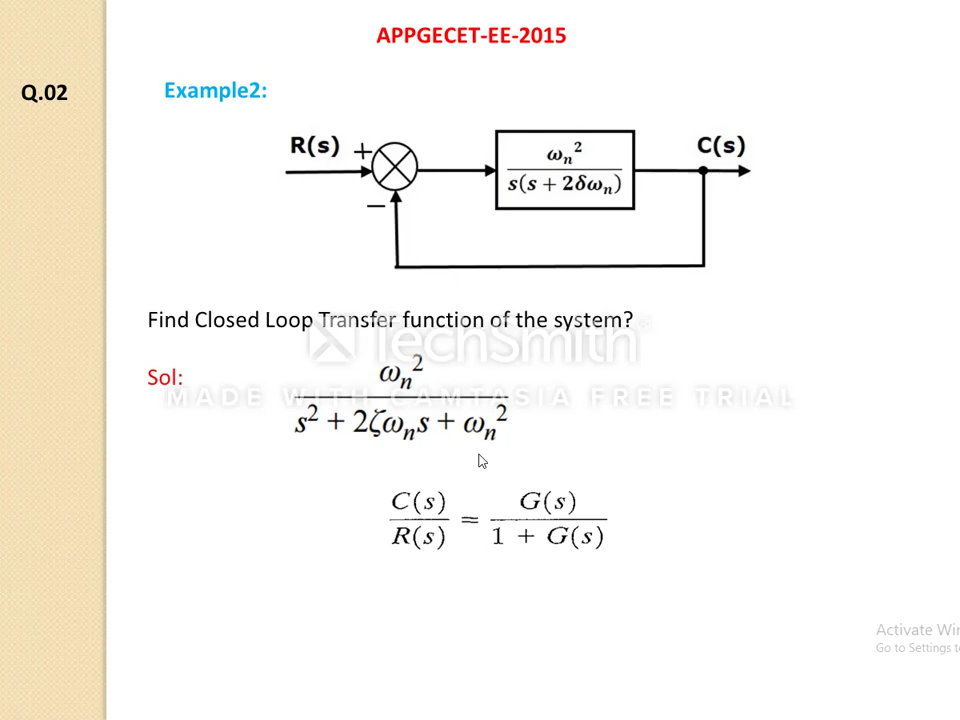 APPGECET-EE-2015
Q.02
Example2:
R(s) + C(s)
ωₙ²
s(s + 2δωₙ)
−
Find Closed Loop Transfer function of the system?
TechSmith
Sol:
ωₙ²
MADE WITH CAMTASIA FREE TRIAL
s² + 2ζωₙs + ωₙ²
C(s) / R(s) = G(s) / 1 + G(s)
Activate Win
Go to Settings t